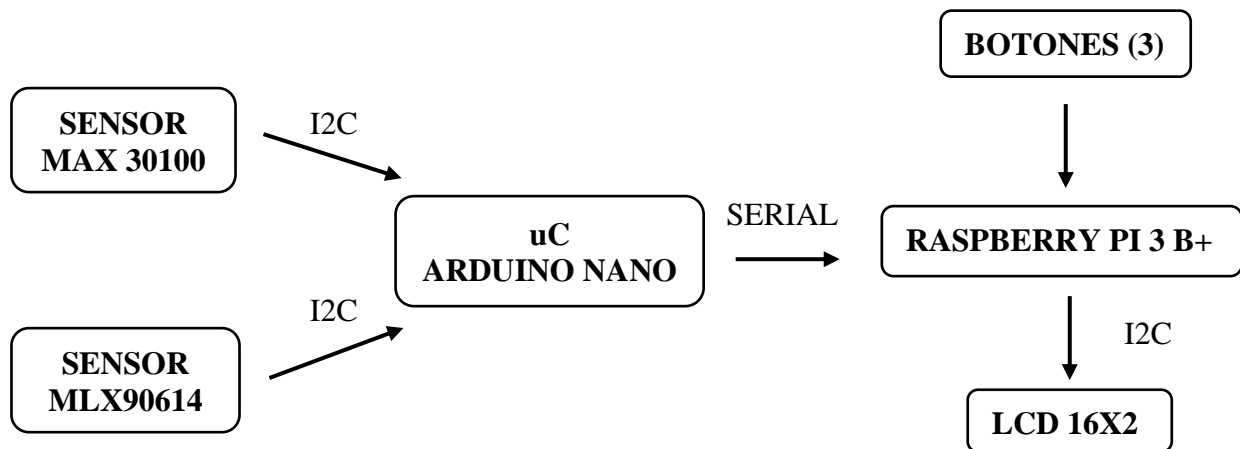 BOTONES (3)
SENSOR
MAX 30100
I2C
uC
ARDUINO NANO
SERIAL
RASPBERRY PI 3 B+
I2C
SENSOR
MLX90614
I2C
LCD 16X2